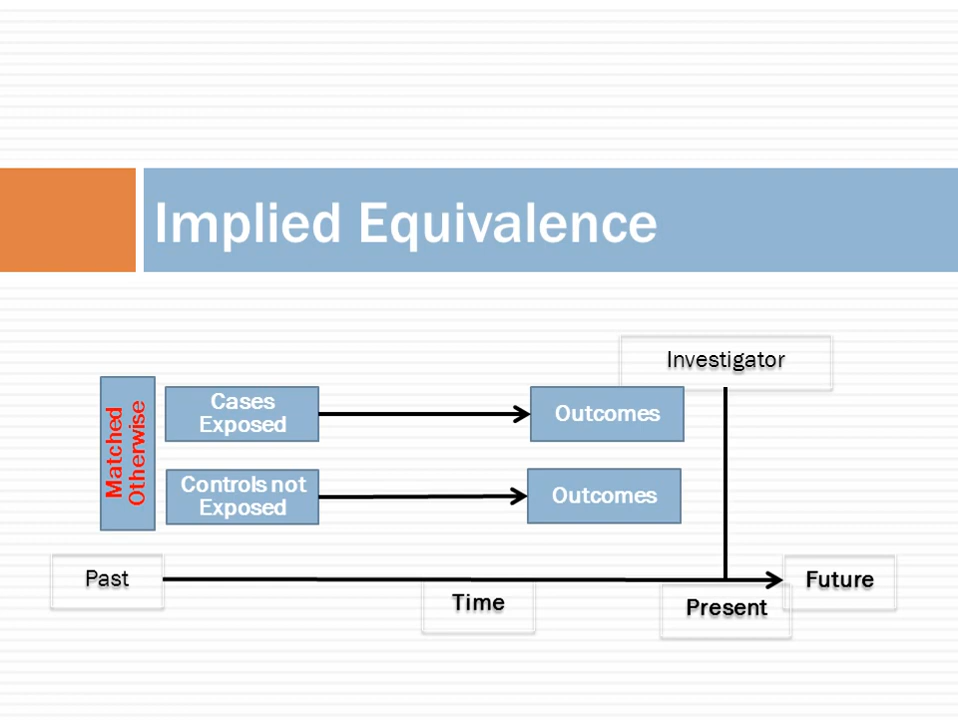 Implied Equivalence
Investigator
Matched
Otherwise
Cases
Exposed
Outcomes
Controls not
Exposed
Outcomes
Past
Time
Present
Future